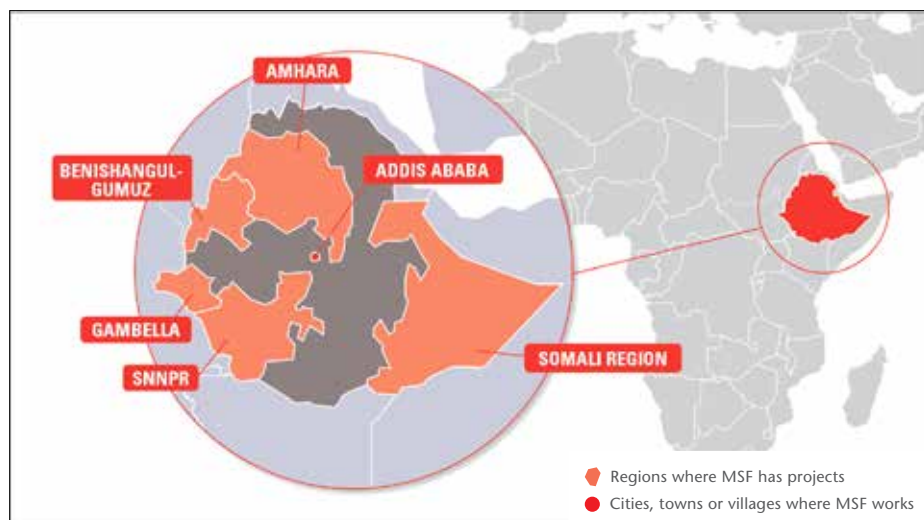 AMHARA
BENISHANGUL-
GUMUZ
ADDIS ABABA
GAMBELLA
SNNPR
SOMALI REGION
Regions where MSF has projects
Cities, towns or villages where MSF works